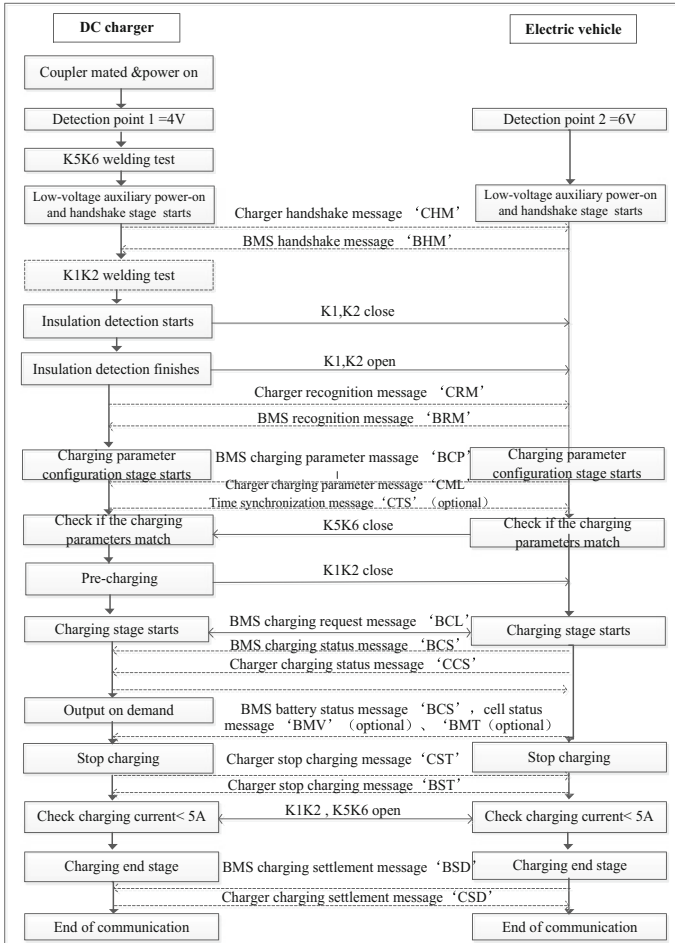 DC charger
Electric vehicle
Coupler mated &power on
Detection point 1 =4V
Detection point 2 =6V
K5K6 welding test
Low-voltage auxiliary power-on
and handshake stage starts
Low-voltage auxiliary power-on
and handshake stage starts
Charger handshake message ‘CHM’
BMS handshake message ‘BHM’
K1K2 welding test
Insulation detection starts
K1,K2 close
Insulation detection finishes
K1,K2 open
Charger recognition message ‘CRM’
BMS recognition message ‘BRM’
Charging parameter
configuration stage starts
BMS charging parameter massage ‘BCP’
Charging parameter
configuration stage starts
Charger charging parameter message ‘CML’
Time synchronization message ‘CTS’（optional）
Check if the charging
parameters match
K5K6 close
Check if the charging
parameters match
Pre-charging
K1K2 close
Charging stage starts
BMS charging request message ‘BCL’
Charging stage starts
BMS charging status message ‘BCS’
Charger charging status message ‘CCS’
Output on demand
BMS battery status message ‘BCS’, cell status
message ‘BMV’（optional）、‘BMT（optional）
Stop charging
Charger stop charging message ‘CST’
Stop charging
Charger stop charging message ‘BST’
Check charging current< 5A
K1K2 , K5K6 open
Check charging current< 5A
Charging end stage
BMS charging settlement message ‘BSD’
Charging end stage
Charger charging settlement message ‘CSD’
End of communication
End of communication